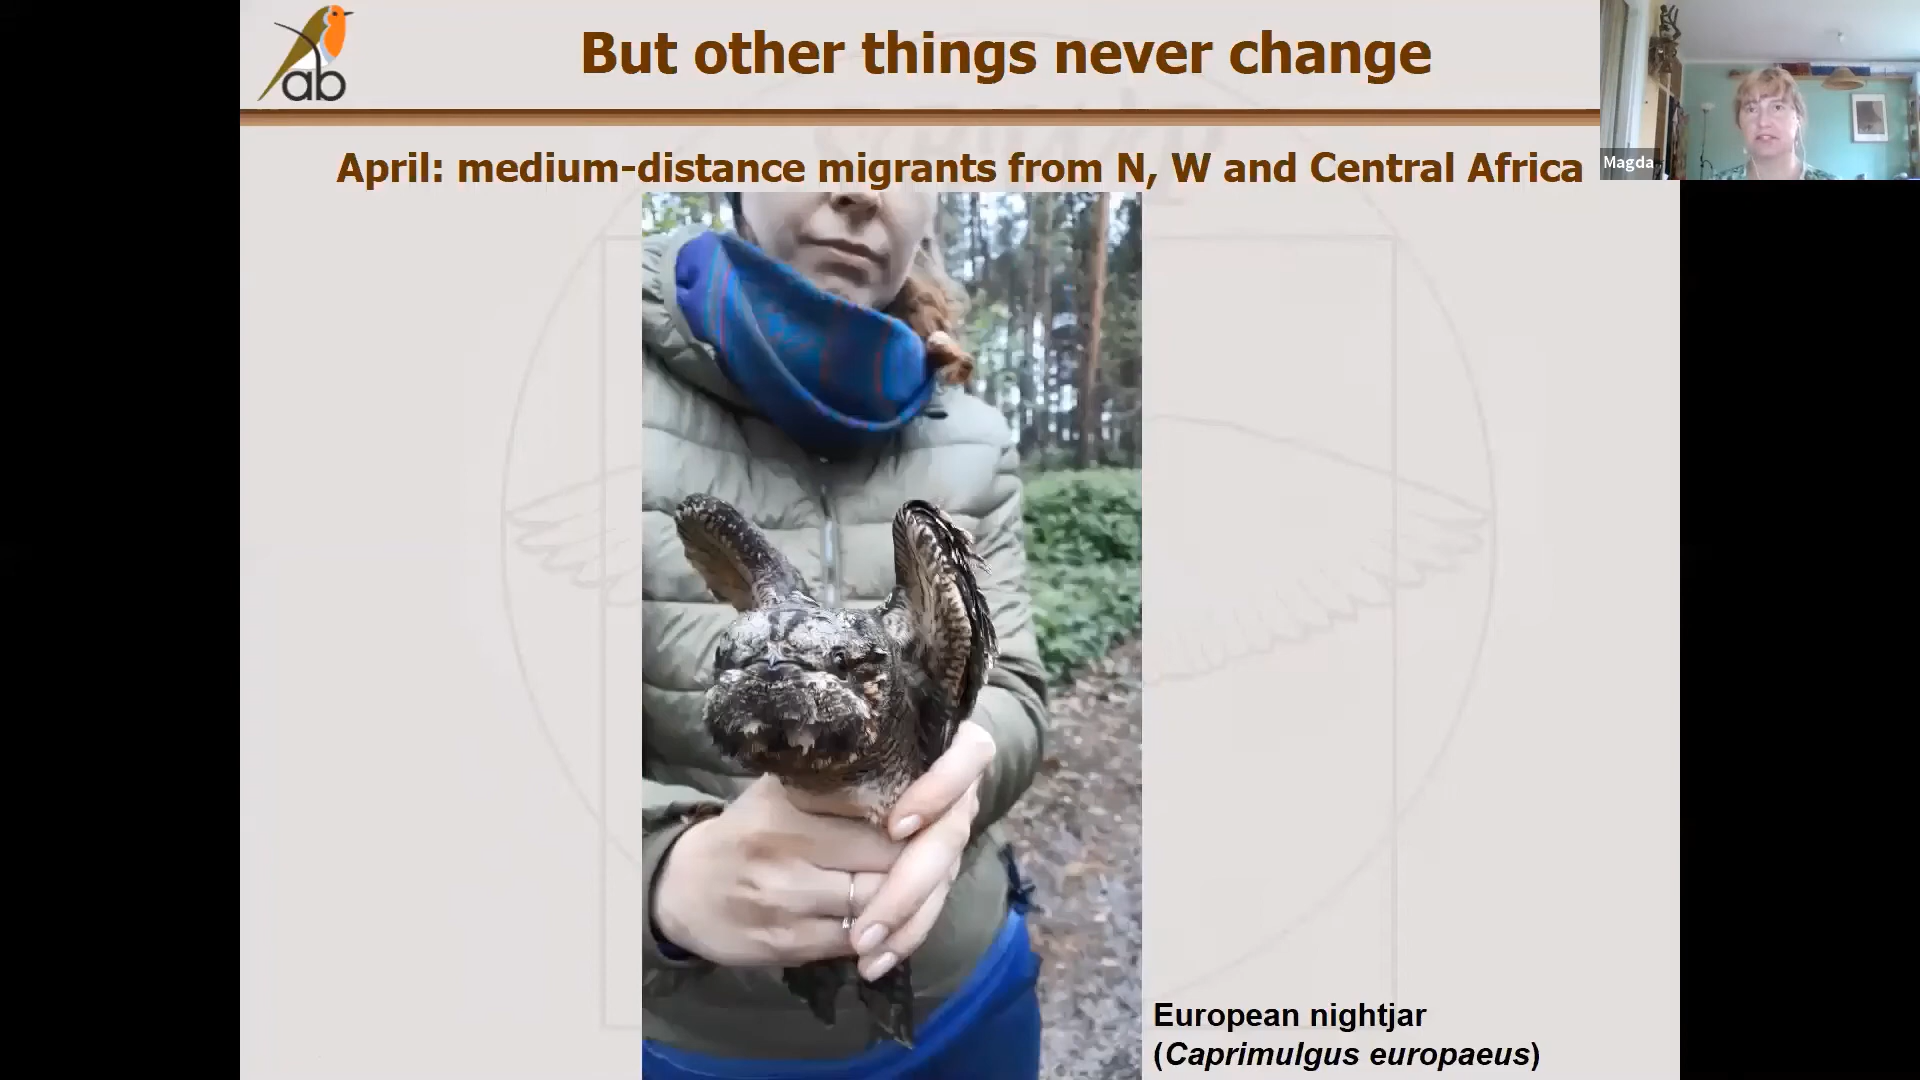 ab
But other things never change
Magda
April: medium-distance migrants from N, W and Central Africa
European nightjar
(Caprimulgus europaeus)